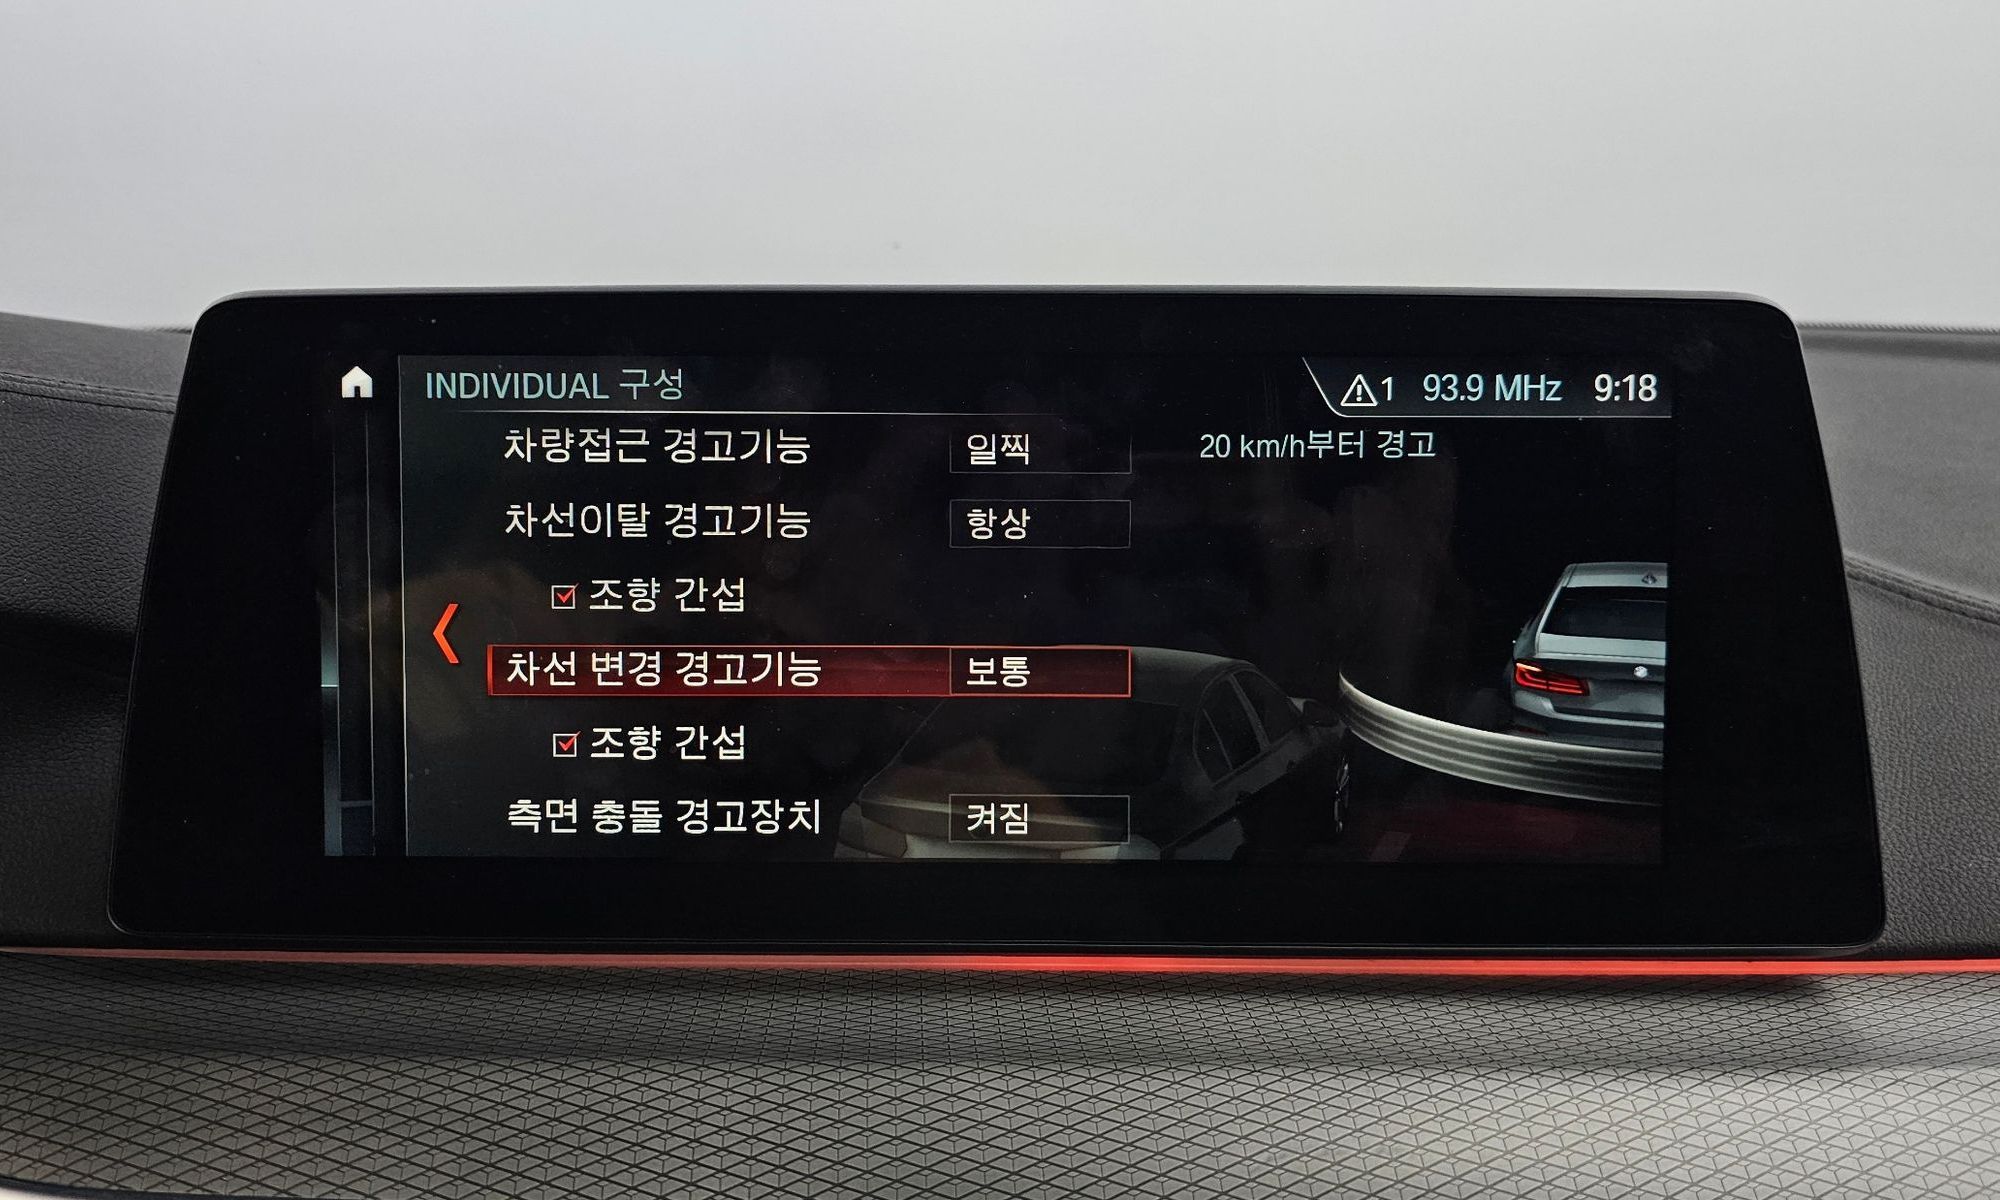 INDIVIDUAL 구성
1 93.9 MHz 9:18
차량접근 경고기능 일찍
20 km/h부터 경고
차선이탈 경고기능 항상
조향 간섭
차선 변경 경고기능 보통
조향 간섭
측면 충돌 경고장치 켜짐